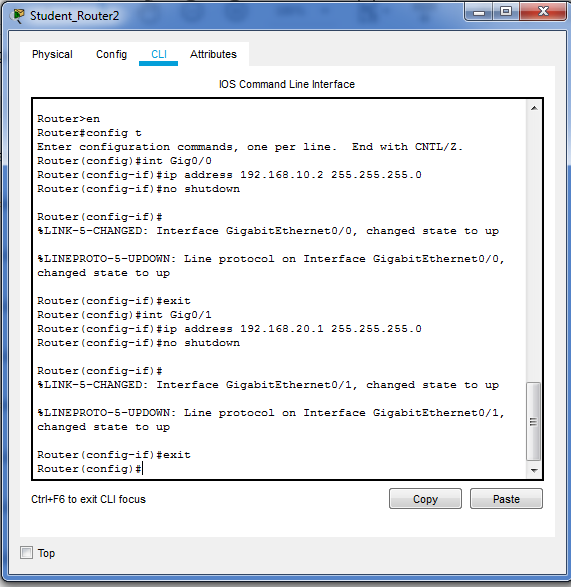 Student_Router2
Physical Config CLI Attributes
IOS Command Line Interface
Router>en
Router#config t
Enter configuration commands, one per line.  End with CNTL/Z.
Router(config)#int Gig0/0
Router(config-if)#ip address 192.168.10.2 255.255.255.0
Router(config-if)#no shutdown
Router(config-if)#
%LINK-5-CHANGED: Interface GigabitEthernet0/0, changed state to up
%LINEPROTO-5-UPDOWN: Line protocol on Interface GigabitEthernet0/0,
changed state to up
Router(config-if)#exit
Router(config)#int Gig0/1
Router(config-if)#ip address 192.168.20.1 255.255.255.0
Router(config-if)#no shutdown
Router(config-if)#
%LINK-5-CHANGED: Interface GigabitEthernet0/1, changed state to up
%LINEPROTO-5-UPDOWN: Line protocol on Interface GigabitEthernet0/1,
changed state to up
Router(config-if)#exit
Router(config)#
Ctrl+F6 to exit CLI focus
Copy Paste
Top